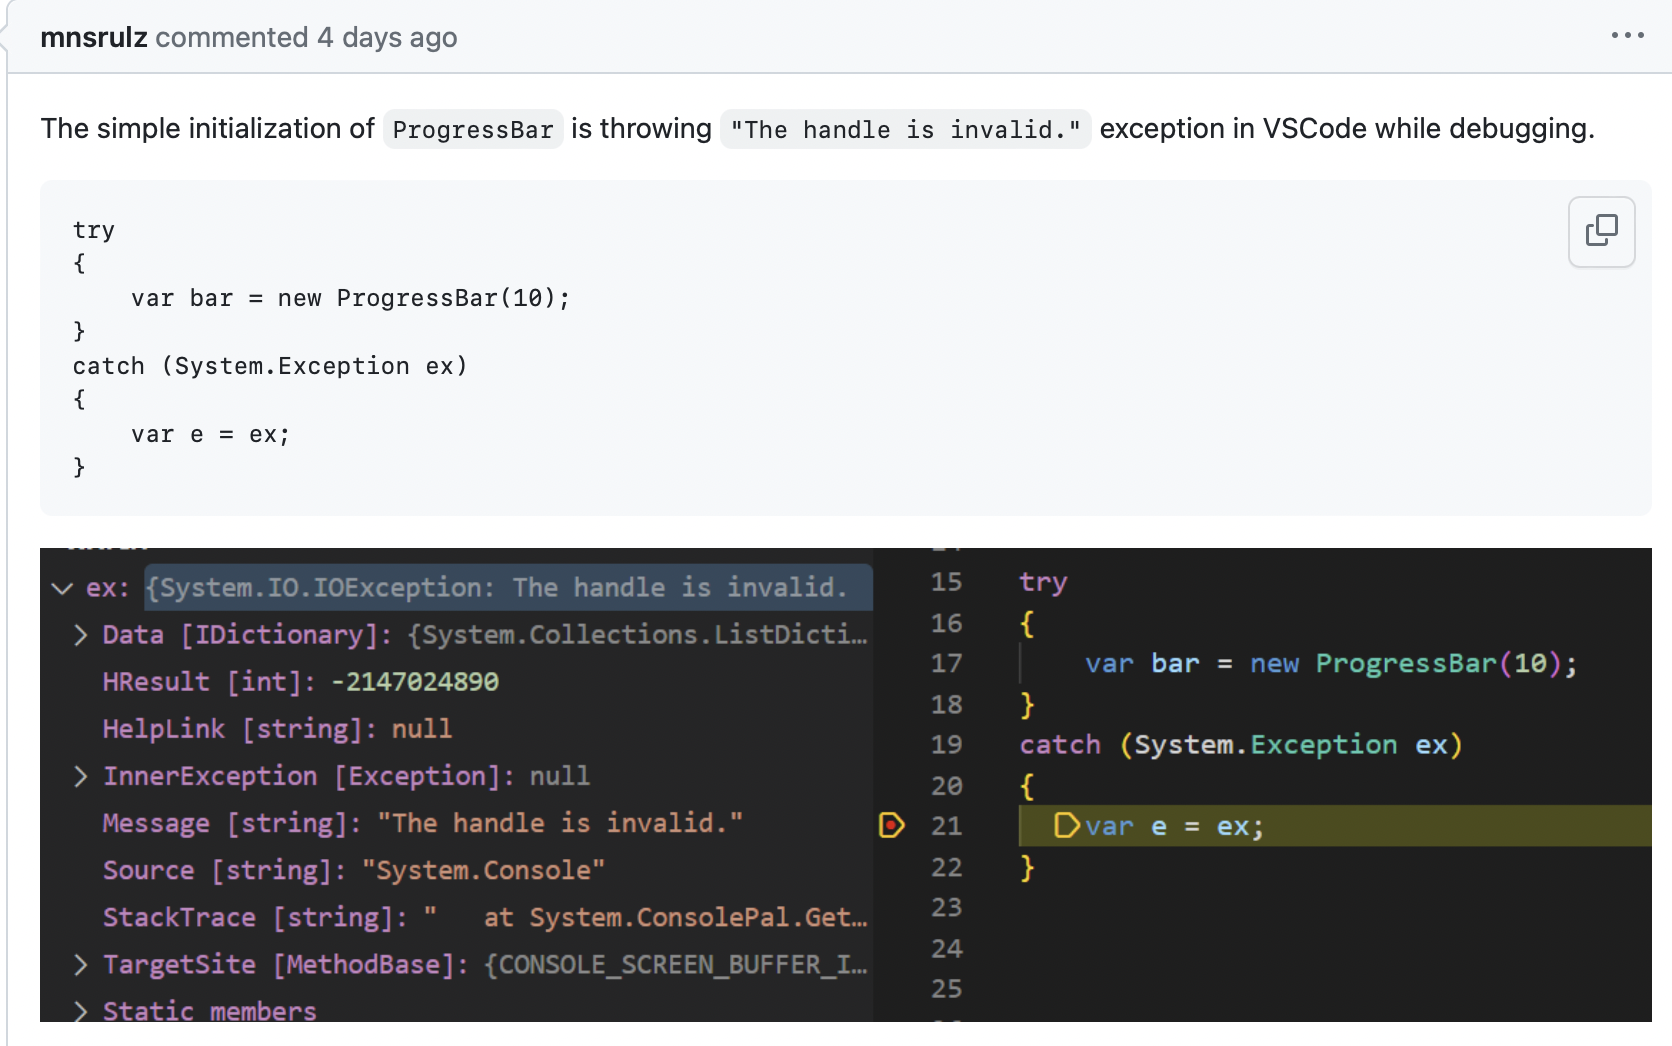 mnsrulz commented 4 days ago
The simple initialization of ProgressBar is throwing "The handle is invalid." exception in VSCode while debugging.
try
{
    var bar = new ProgressBar(10);
}
catch (System.Exception ex)
{
    var e = ex;
}
ex: {System.IO.IOException: The handle is invalid.
Data [IDictionary]: {System.Collections.ListDicti…
HResult [int]: -2147024890
HelpLink [string]: null
InnerException [Exception]: null
Message [string]: "The handle is invalid."
Source [string]: "System.Console"
StackTrace [string]: "   at System.ConsolePal.Get…
TargetSite [MethodBase]: {CONSOLE_SCREEN_BUFFER_I…
Static members
15 try
16 {
17     var bar = new ProgressBar(10);
18 }
19 catch (System.Exception ex)
20 {
21     var e = ex;
22 }
23
24
25